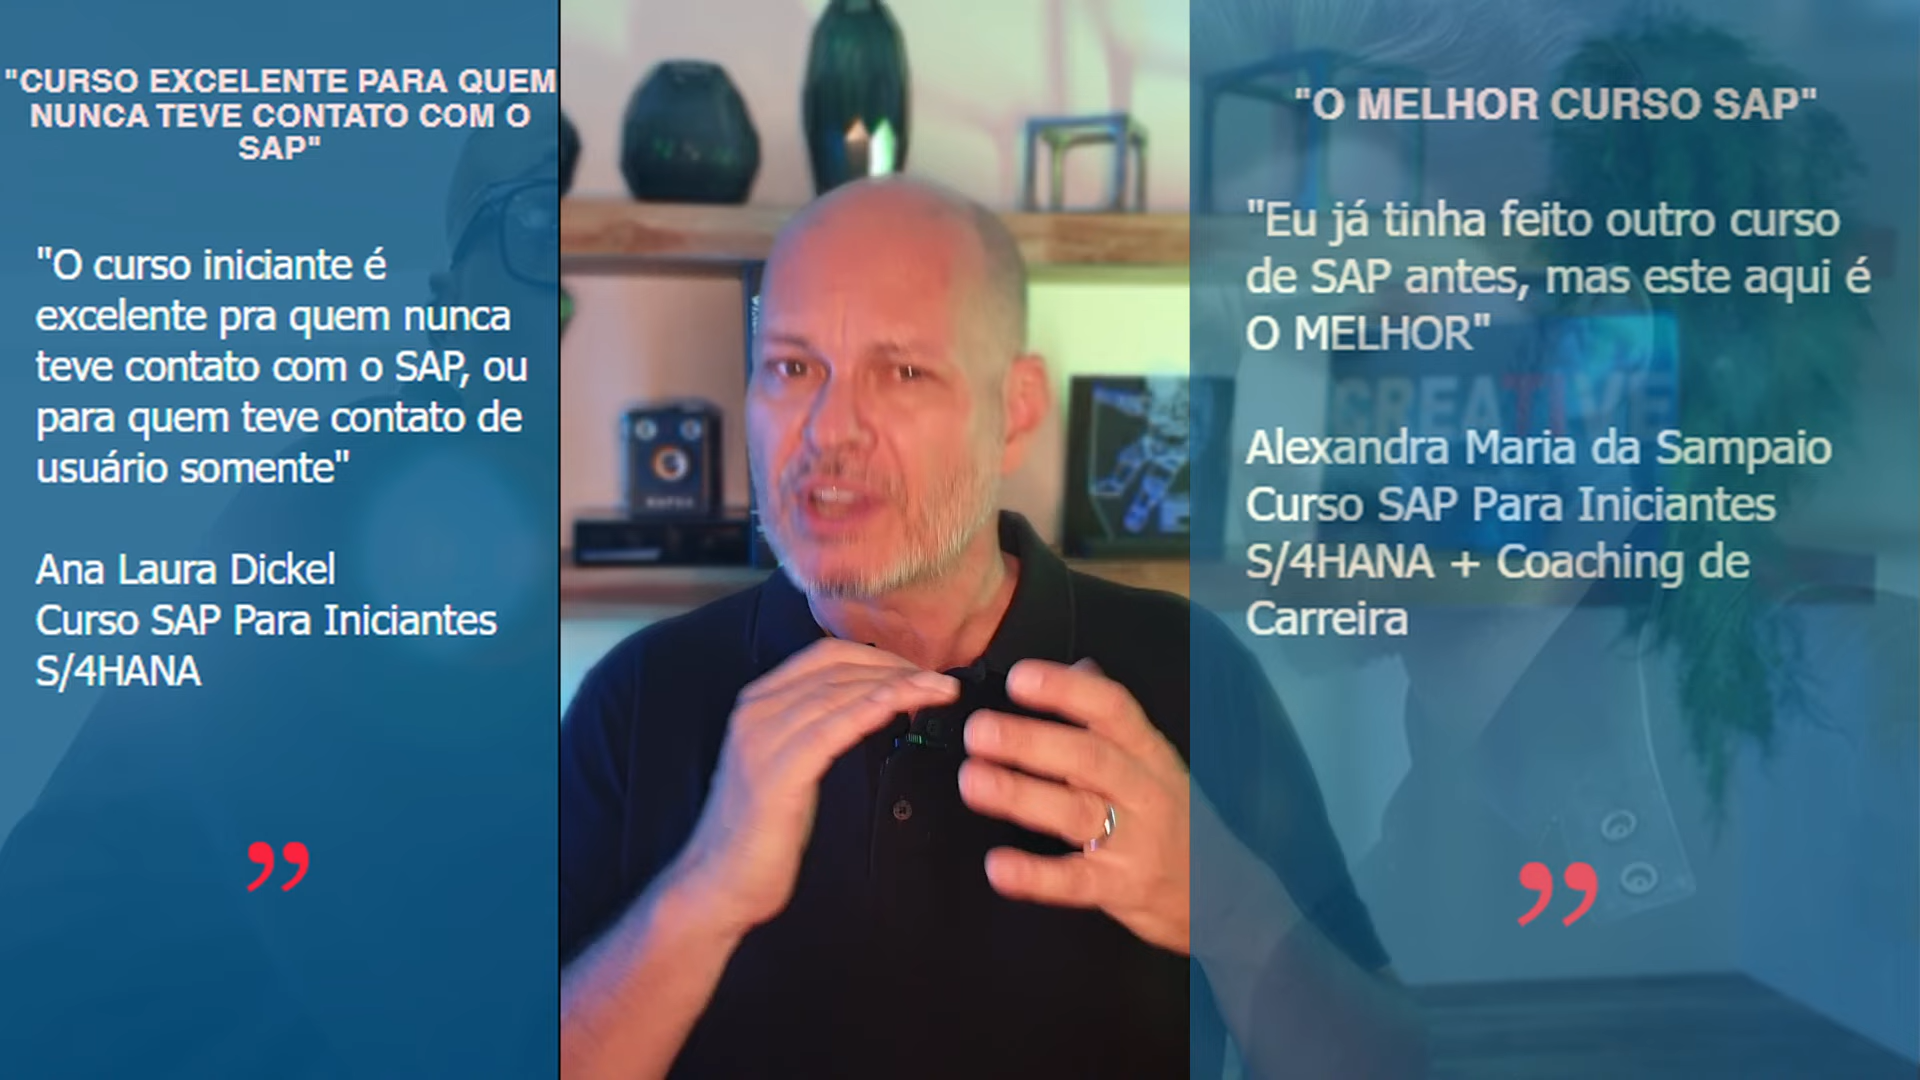 "CURSO EXCELENTE PARA QUEM
NUNCA TEVE CONTATO COM O
SAP"
"O curso iniciante é
excelente pra quem nunca
teve contato com o SAP, ou
para quem teve contato de
usuário somente"
Ana Laura Dickel
Curso SAP Para Iniciantes
S/4HANA
"O MELHOR CURSO SAP"
"Eu já tinha feito outro curso
de SAP antes, mas este aqui é
O MELHOR"
CREATIVE
Alexandra Maria da Sampaio
Curso SAP Para Iniciantes
S/4HANA + Coaching de
Carreira